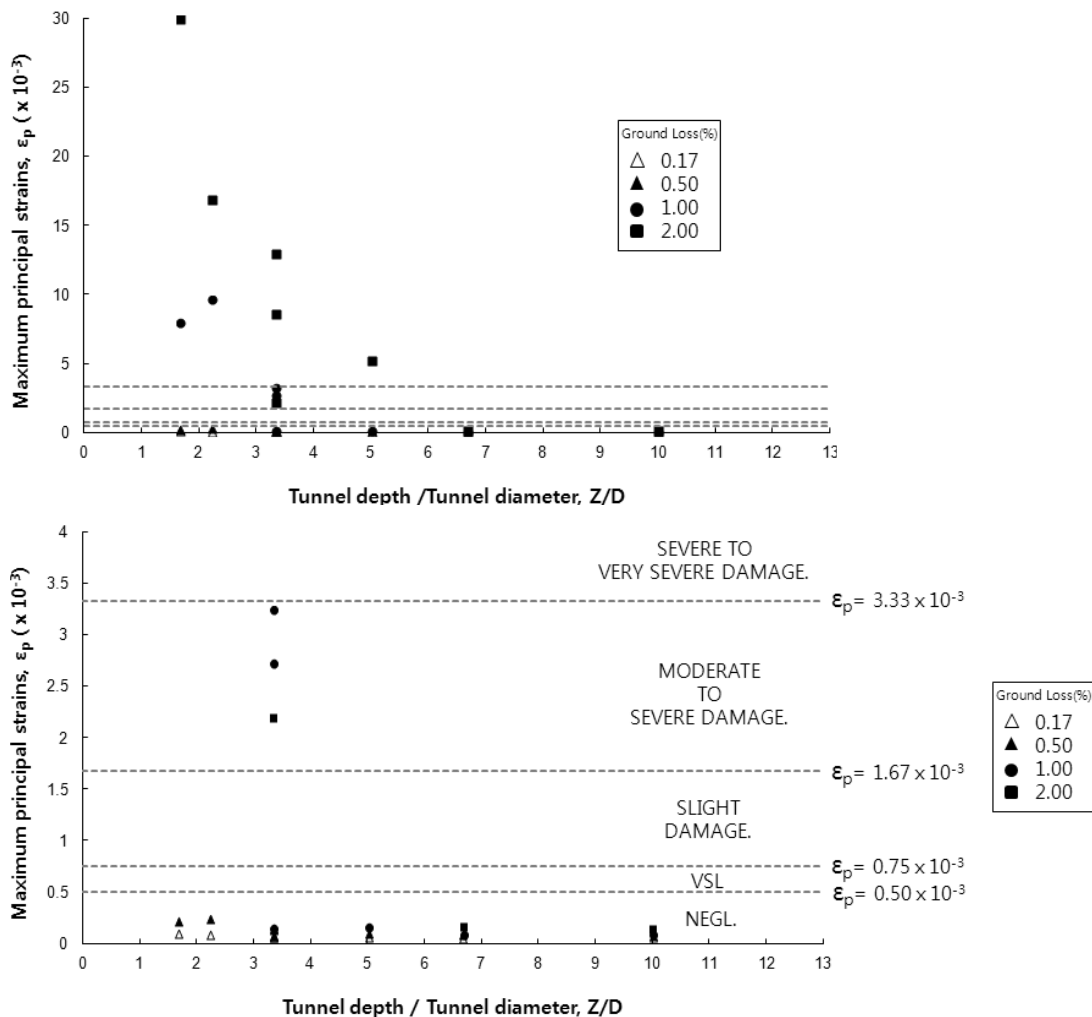 30
25
20
15
10
5
0
Maximum principal strains, εp ( x 10-3)
0 1 2 3 4 5 6 7 8 9 10 11 12 13
Tunnel depth /Tunnel diameter, Z/D
Ground Loss(%)
0.17
0.50
1.00
2.00
4
3.5
3
2.5
2
1.5
1
0.5
0
Maximum principal strains, εp ( x 10-3)
SEVERE TO
VERY SEVERE DAMAGE.
εp= 3.33 x 10-3
MODERATE
TO
SEVERE DAMAGE.
εp= 1.67 x 10-3
SLIGHT
DAMAGE.
εp= 0.75 x 10-3
VSL
εp= 0.50 x 10-3
NEGL.
0 1 2 3 4 5 6 7 8 9 10 11 12 13
Tunnel depth / Tunnel diameter, Z/D
Ground Loss(%)
0.17
0.50
1.00
2.00